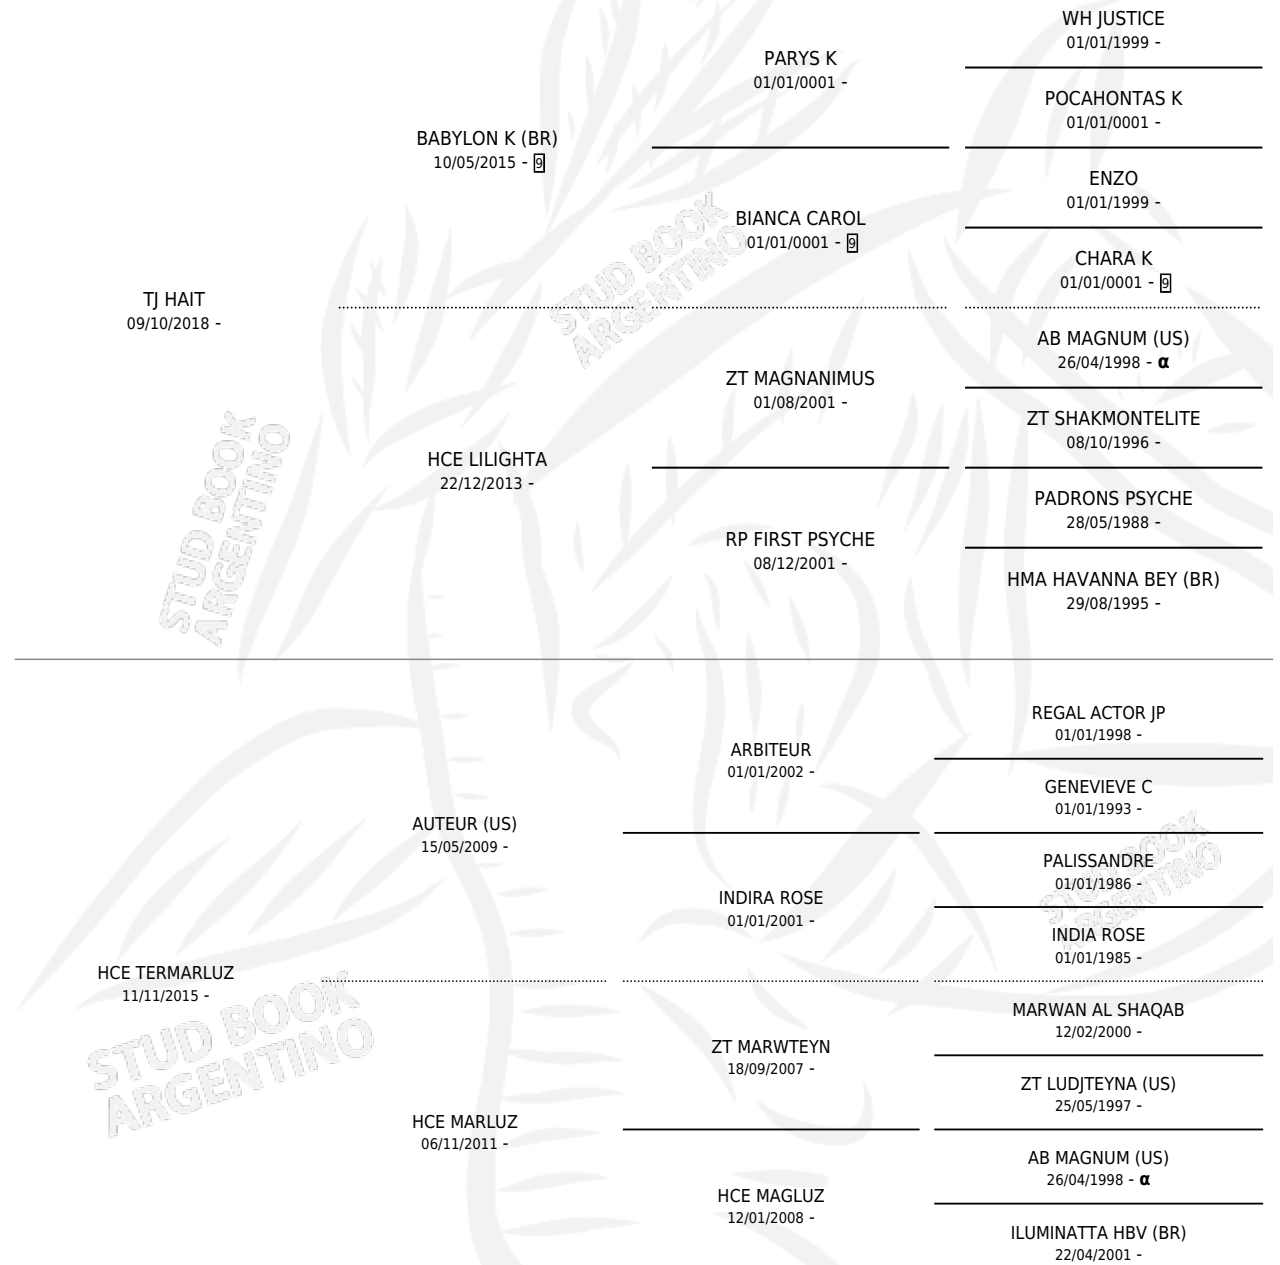 WH JUSTICE
01/01/1999 -
PARYS K
01/01/0001 -
POCAHONTAS K
01/01/0001 -
BABYLON K (BR)
10/05/2015 - 9
ENZO
01/01/1999 -
BIANCA CAROL
01/01/0001 - 9
CHARA K
01/01/0001 - 9
TJ HAIT
09/10/2018 -
AB MAGNUM (US)
26/04/1998 - α
ZT MAGNANIMUS
01/08/2001 -
ZT SHAKMONTELITE
08/10/1996 -
HCE LILIGHTA
22/12/2013 -
PADRONS PSYCHE
28/05/1988 -
RP FIRST PSYCHE
08/12/2001 -
HMA HAVANNA BEY (BR)
29/08/1995 -
STUD BOOK
ARGENTINO
STUD BOOK
ARGENTINO
REGAL ACTOR JP
01/01/1998 -
ARBITEUR
01/01/2002 -
GENEVIEVE C
01/01/1993 -
AUTEUR (US)
15/05/2009 -
PALISSANDRE
01/01/1986 -
INDIRA ROSE
01/01/2001 -
INDIA ROSE
01/01/1985 -
HCE TERMARLUZ
11/11/2015 -
MARWAN AL SHAQAB
12/02/2000 -
ZT MARWTEYN
18/09/2007 -
ZT LUDJTEYNA (US)
25/05/1997 -
HCE MARLUZ
06/11/2011 -
AB MAGNUM (US)
26/04/1998 - α
HCE MAGLUZ
12/01/2008 -
ILUMINATTA HBV (BR)
22/04/2001 -
STUD BOOK
ARGENTINO
STUD BOOK
ARGENTINO